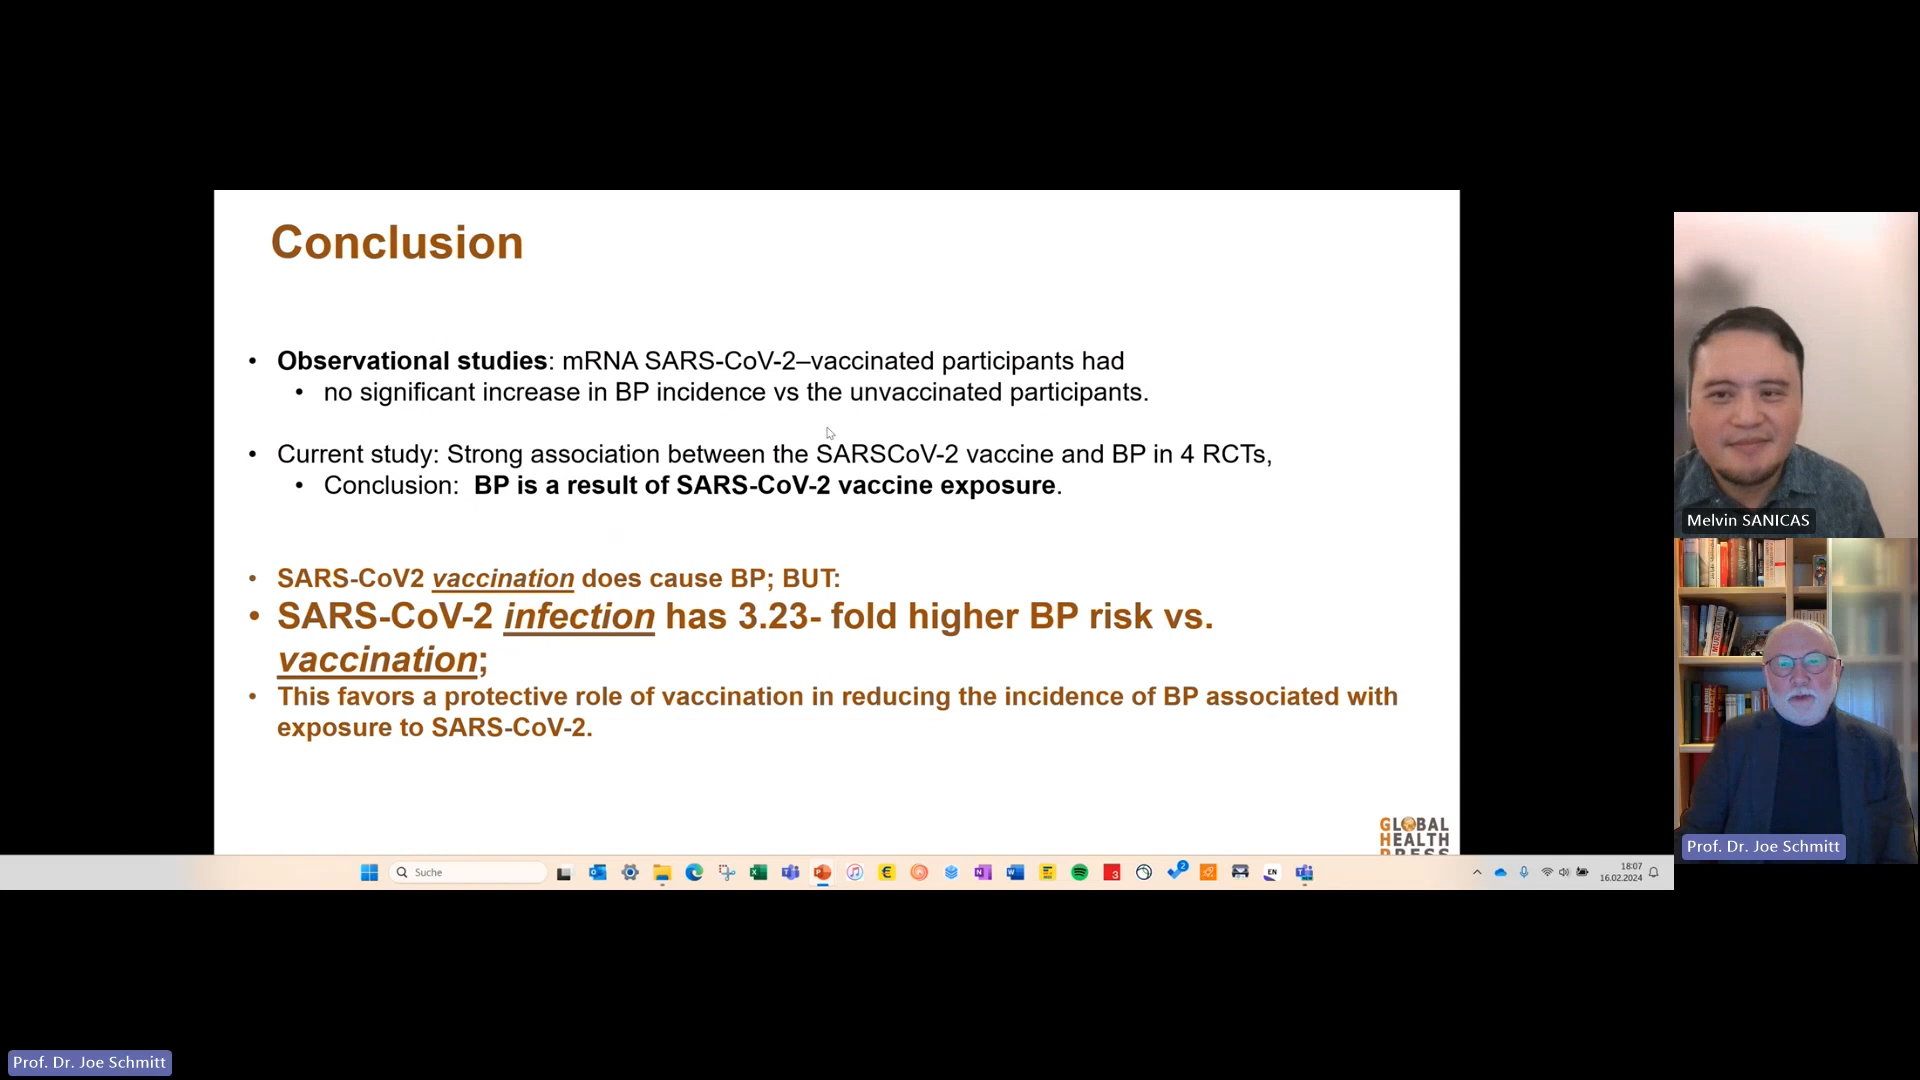 Conclusion
• Observational studies: mRNA SARS-CoV-2–vaccinated participants had
• no significant increase in BP incidence vs the unvaccinated participants.
• Current study: Strong association between the SARSCoV-2 vaccine and BP in 4 RCTs,
• Conclusion: BP is a result of SARS-CoV-2 vaccine exposure.
• SARS-CoV2 vaccination does cause BP; BUT:
• SARS-CoV-2 infection has 3.23- fold higher BP risk vs.
vaccination;
• This favors a protective role of vaccination in reducing the incidence of BP associated with
exposure to SARS-CoV-2.
GLOBAL
HEALTH
PRESS
Melvin SANICAS
Prof. Dr. Joe Schmitt
Suche
3
2
EN
18:07
16.02.2024
Prof. Dr. Joe Schmitt